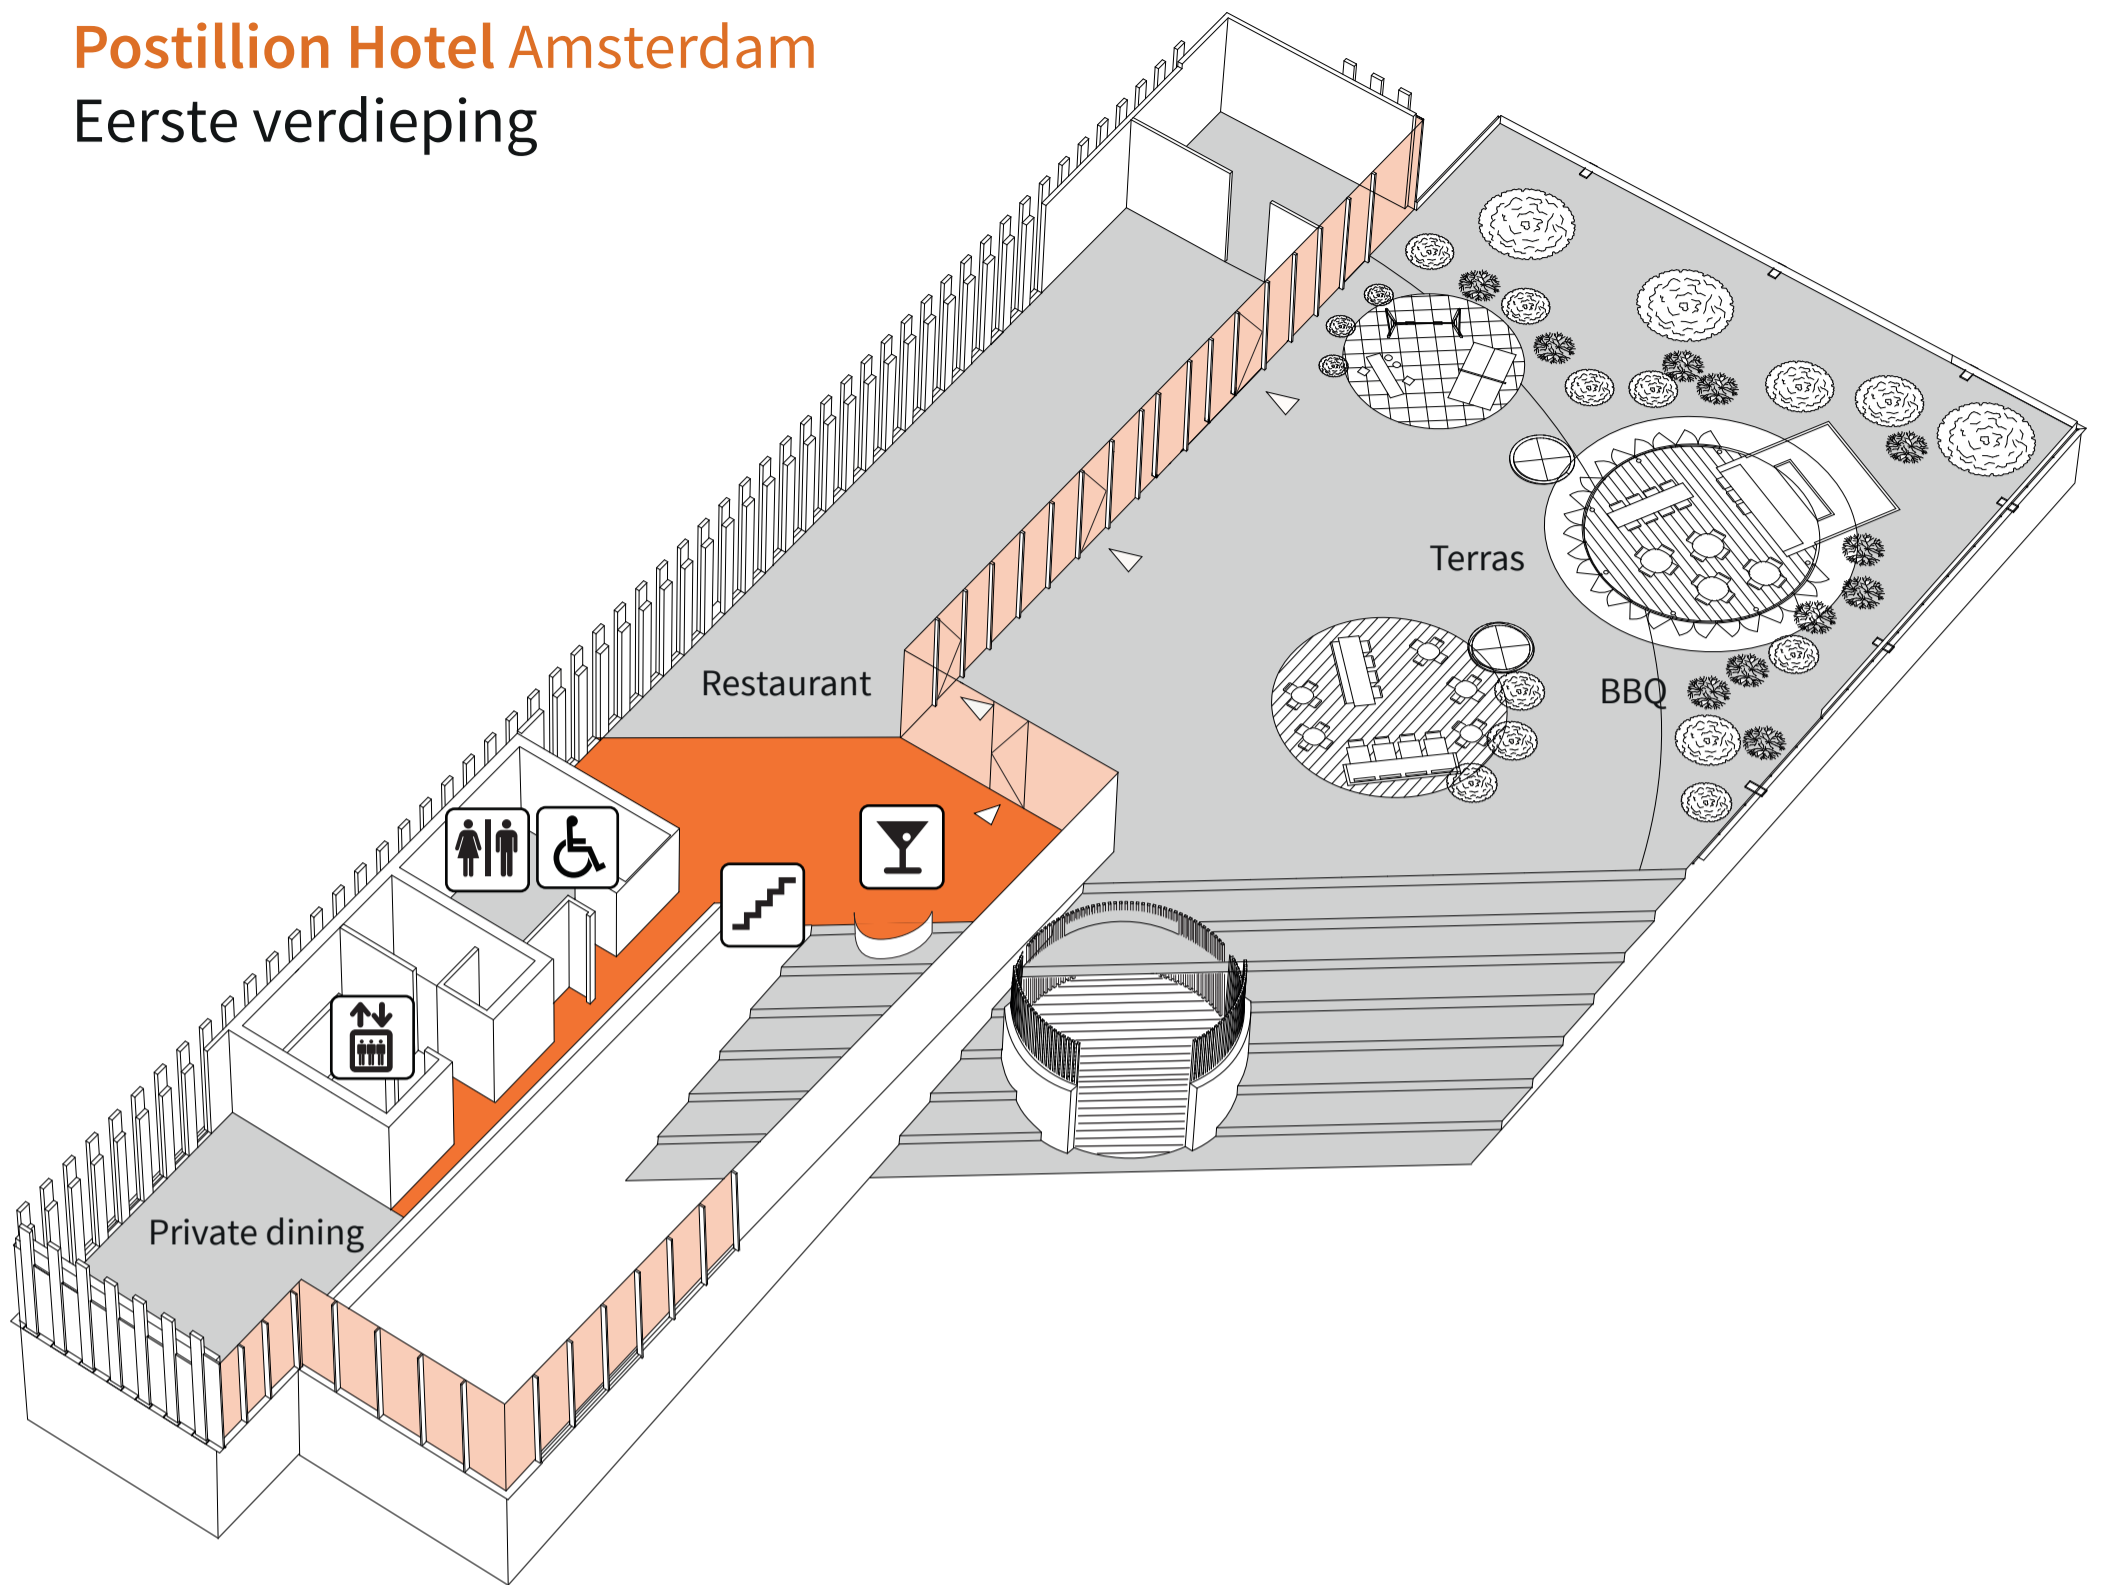 Postillion Hotel Amsterdam
Eerste verdieping
Terras
Restaurant
BBQ
Private dining